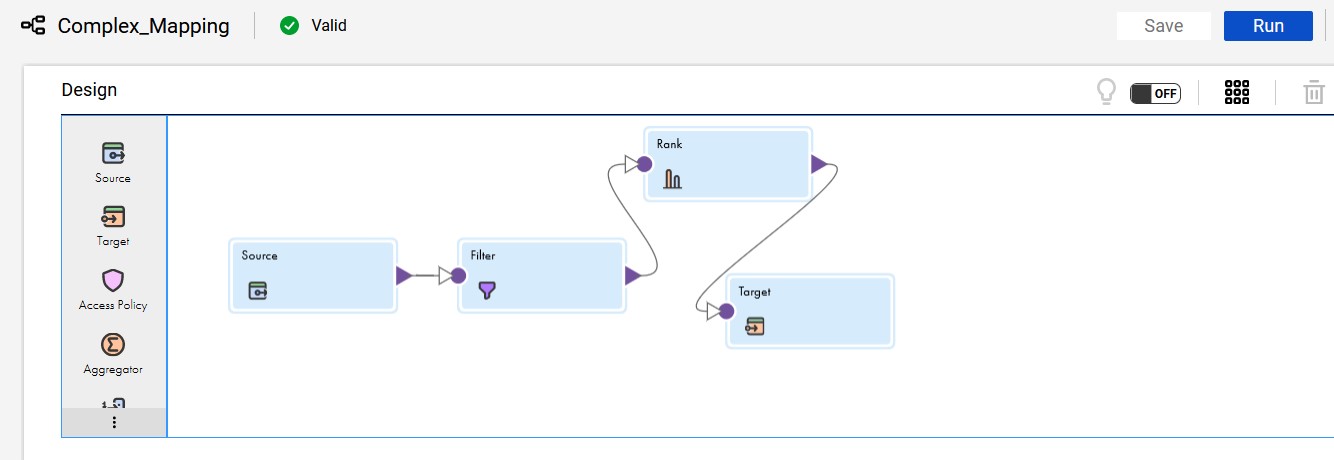 Complex_Mapping
Valid
Save
Run
Design
OFF
Source
Target
Access Policy
Aggregator
Rank
Source
Filter
Target